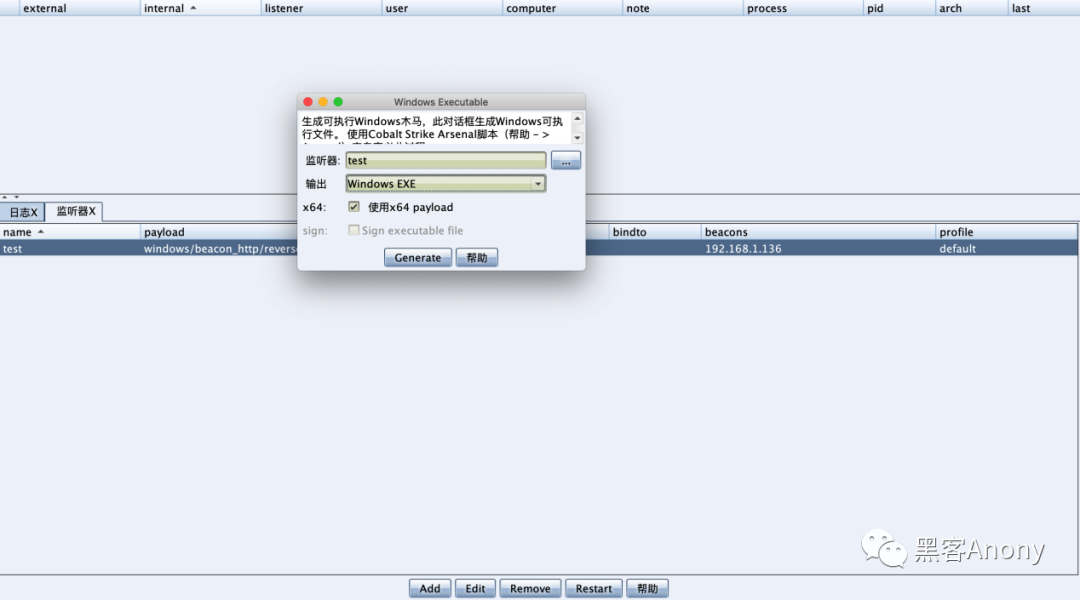 external internal listener user computer note process pid arch last
Windows Executable
生成可执行Windows木马，此对话框生成Windows可执
行文件。 使用Cobalt Strike Arsenal脚本（帮助 - >
监听器: test ...
输出 Windows EXE
x64: 使用x64 payload
sign: Sign executable file
Generate 帮助
日志X 监听器X
name payload bindto beacons profile
test windows/beacon_http/revers 192.168.1.136 default
黑客Anony
Add Edit Remove Restart 帮助